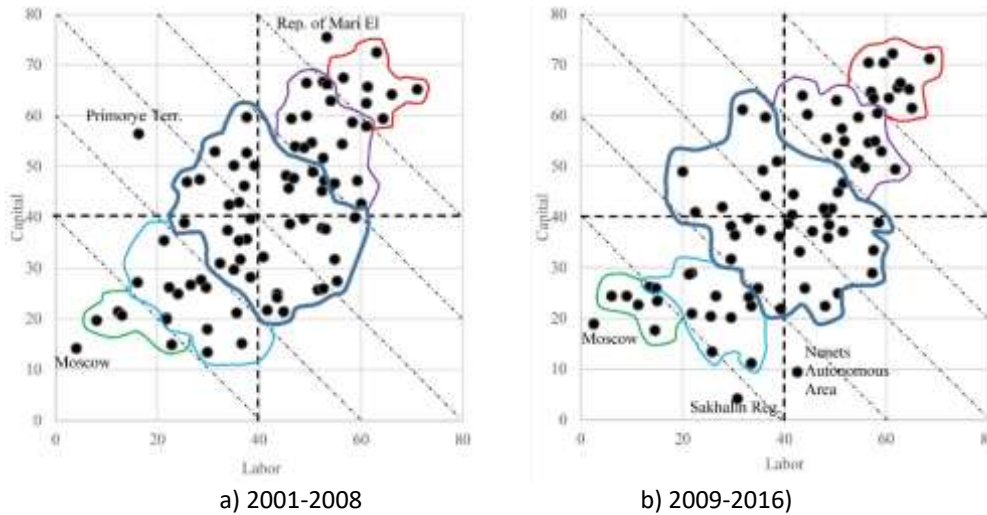 80
70
60
50
40
30
20
10
0
Capital
Rep. of Mari El
Primorye Terr.
Moscow
0 20 40 60 80
Labor
a) 2001-2008
80
70
60
50
40
30
20
10
0
Capital
Moscow
Nenets
Autonomous
Area
Sakhalin Reg.
0 20 40 60 80
Labor
b) 2009-2016)